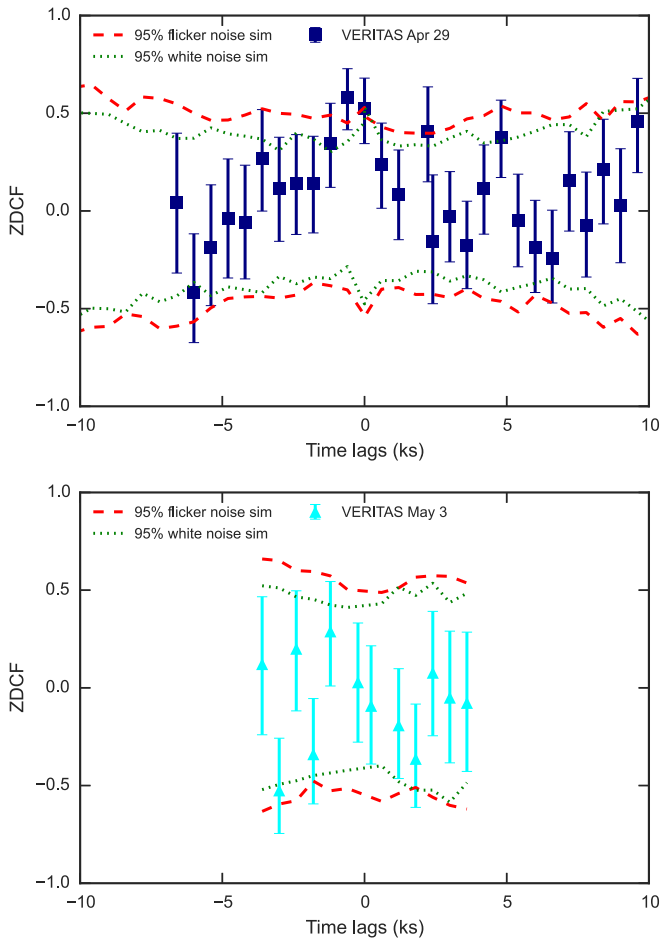 1.0
95% flicker noise sim
VERITAS Apr 29
95% white noise sim
0.5
0.0
−0.5
−1.0
ZDCF
−10 −5 0 5 10
Time lags (ks)
1.0
95% flicker noise sim
VERITAS May 3
95% white noise sim
0.5
0.0
−0.5
−1.0
ZDCF
−10 −5 0 5 10
Time lags (ks)